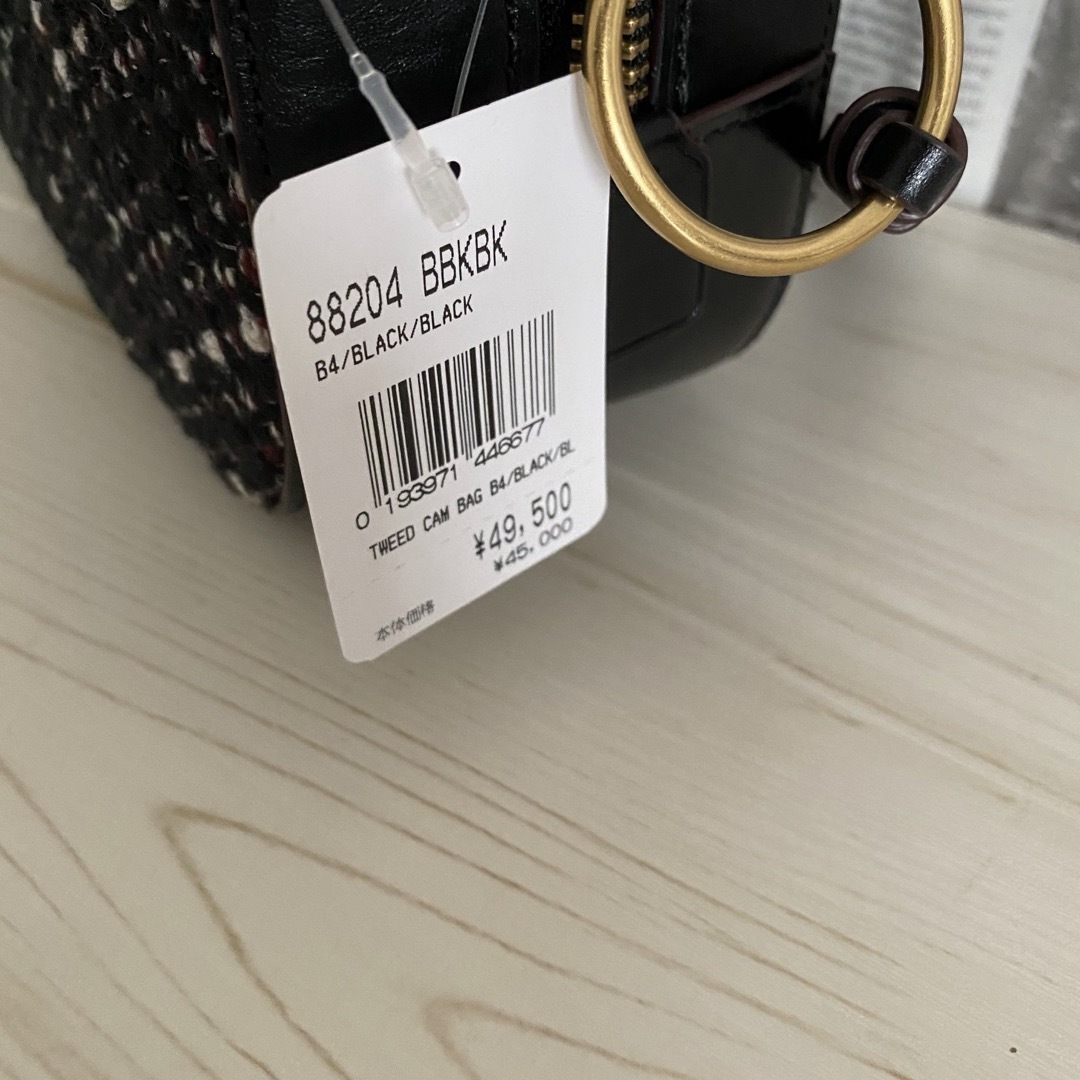 88204 BBKBK
B4/BLACK/BLACK
0 193971 446677
TWEED CAM BAG B4/BLACK/BL
¥49,500
¥45,000
本体価格